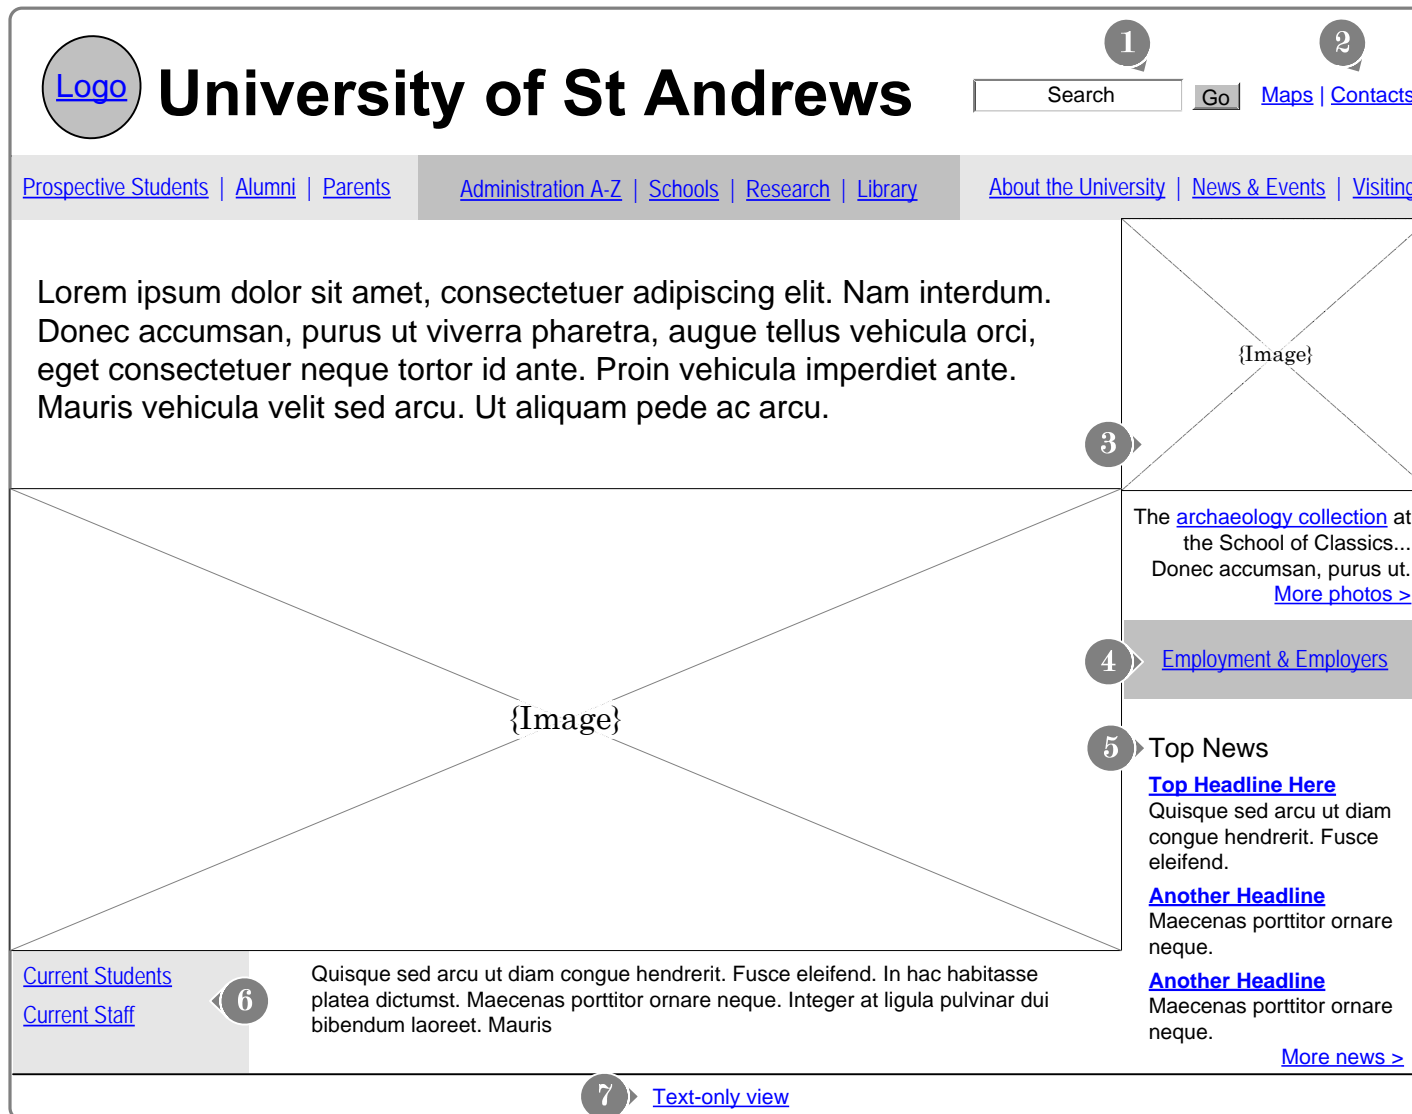 1
2
Logo
University of St Andrews
Search
Go
Maps | Contacts
Prospective Students | Alumni | Parents
Administration A-Z | Schools | Research | Library
About the University | News & Events | Visiting
Lorem ipsum dolor sit amet, consectetuer adipiscing elit. Nam interdum.
Donec accumsan, purus ut viverra pharetra, augue tellus vehicula orci,
eget consectetuer neque tortor id ante. Proin vehicula imperdiet ante.
Mauris vehicula velit sed arcu. Ut aliquam pede ac arcu.
{Image}
3
The archaeology collection at
the School of Classics...
Donec accumsan, purus ut.
More photos >
4
Employment & Employers
{Image}
5
Top News
Top Headline Here
Quisque sed arcu ut diam
congue hendrerit. Fusce
eleifend.
Another Headline
Maecenas porttitor ornare
neque.
Another Headline
Maecenas porttitor ornare
neque.
More news >
Current Students
Current Staff
6
Quisque sed arcu ut diam congue hendrerit. Fusce eleifend. In hac habitasse
platea dictumst. Maecenas porttitor ornare neque. Integer at ligula pulvinar dui
bibendum laoreet. Mauris
7
Text-only view